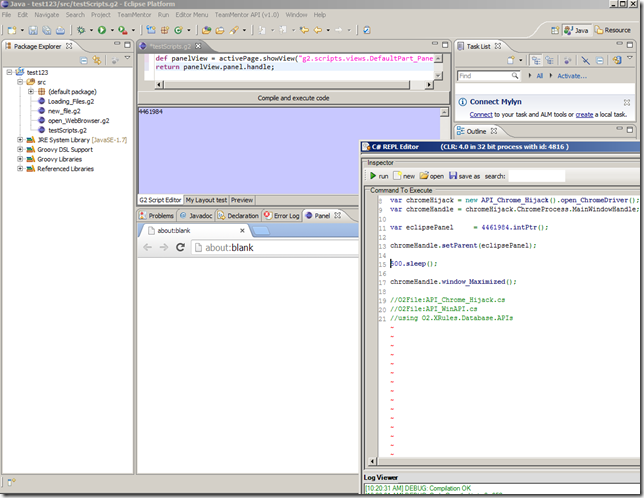 Java - test123/src/testScripts.g2 - Eclipse Platform
File Edit Navigate Search Project TeamMentor Run Editor Menu TeamMentor API (v1.0) Window Help
Java Resource
Package Explorer
test123
src
(default package)
Loading_Files.g2
new_file.g2
open_WebBrowser.g2
testScripts.g2
JRE System Library [JavaSE-1.7]
Groovy DSL Support
Groovy Libraries
Referenced Libraries
*testScripts.g2
def panelView = activePage.showView("g2.scripts.views.DefaultPart_Pane
return panelView.panel.handle;
Compile and execute code
4461984
G2 Script Editor My Layout test Preview
Problems Javadoc Declaration Error Log Panel
about:blank
about:blank
Task List
Find All Activate...
Connect Mylyn
Connect to your task and ALM tools or create a local task.
Outline
C# REPL Editor (CLR: 4.0 in 32 bit process with id: 4816 )
Inspector
run new open save as search:
Command To Execute
8 var chromeHijack = new API_Chrome_Hijack().open_ChromeDriver();
9 var chromeHandle = chromeHijack.ChromeProcess.MainWindowHandle;
10
11 var eclipsePanel = 4461984.intPtr();
12
13 chromeHandle.setParent(eclipsePanel);
14
15 500.sleep();
16
17 chromeHandle.window_Maximized();
18
19 //O2File:API_Chrome_Hijack.cs
20 //O2File:API_WinAPI.cs
21 //using O2.XRules.Database.APIs
~
~
~
~
~
~
~
~
~
Log Viewer
[10:20:31 AM] DEBUG: Compilation OK